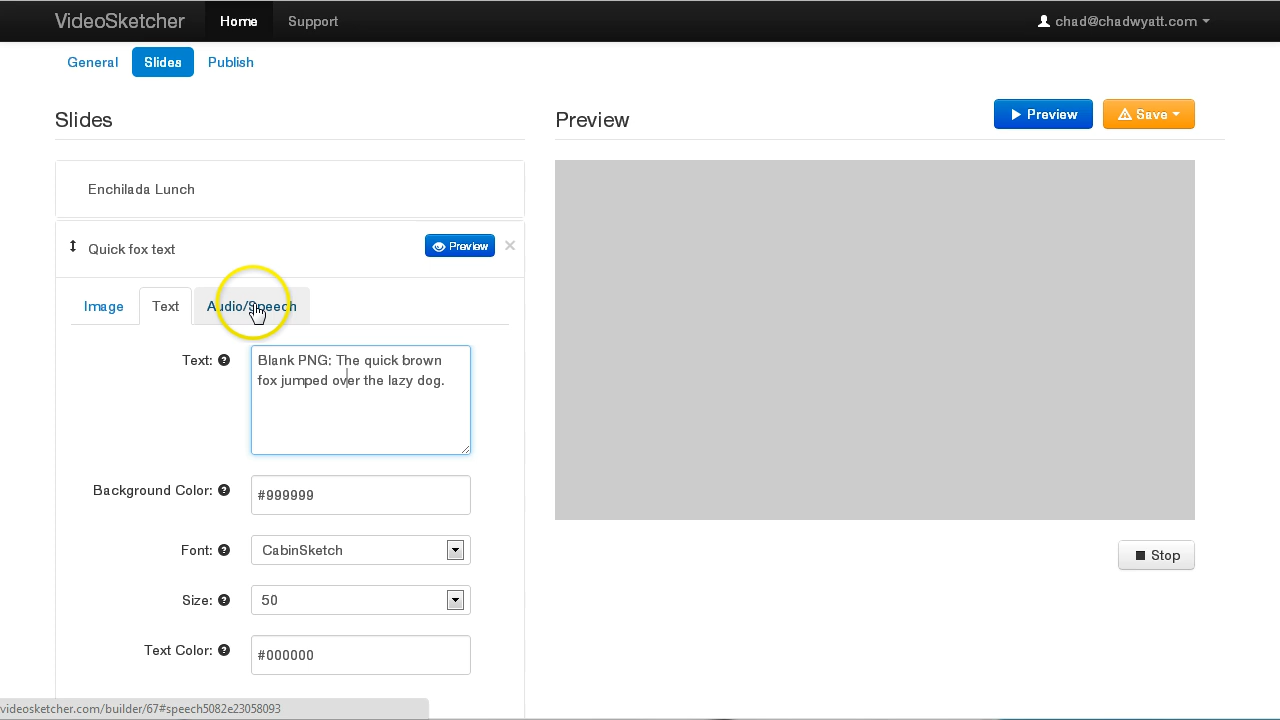 VideoSketcher Home Support chad@chadwyatt.com
General Slides Publish
Slides
Preview
Preview Save
Enchilada Lunch
Quick fox text
Preview ×
Image Text Audio/Speech
Text:
Blank PNG: The quick brown
fox jumped over the lazy dog.
Background Color: #999999
Font: CabinSketch
Size: 50
Text Color: #000000
Stop
videosketcher.com/builder/67#speech5082e23058093